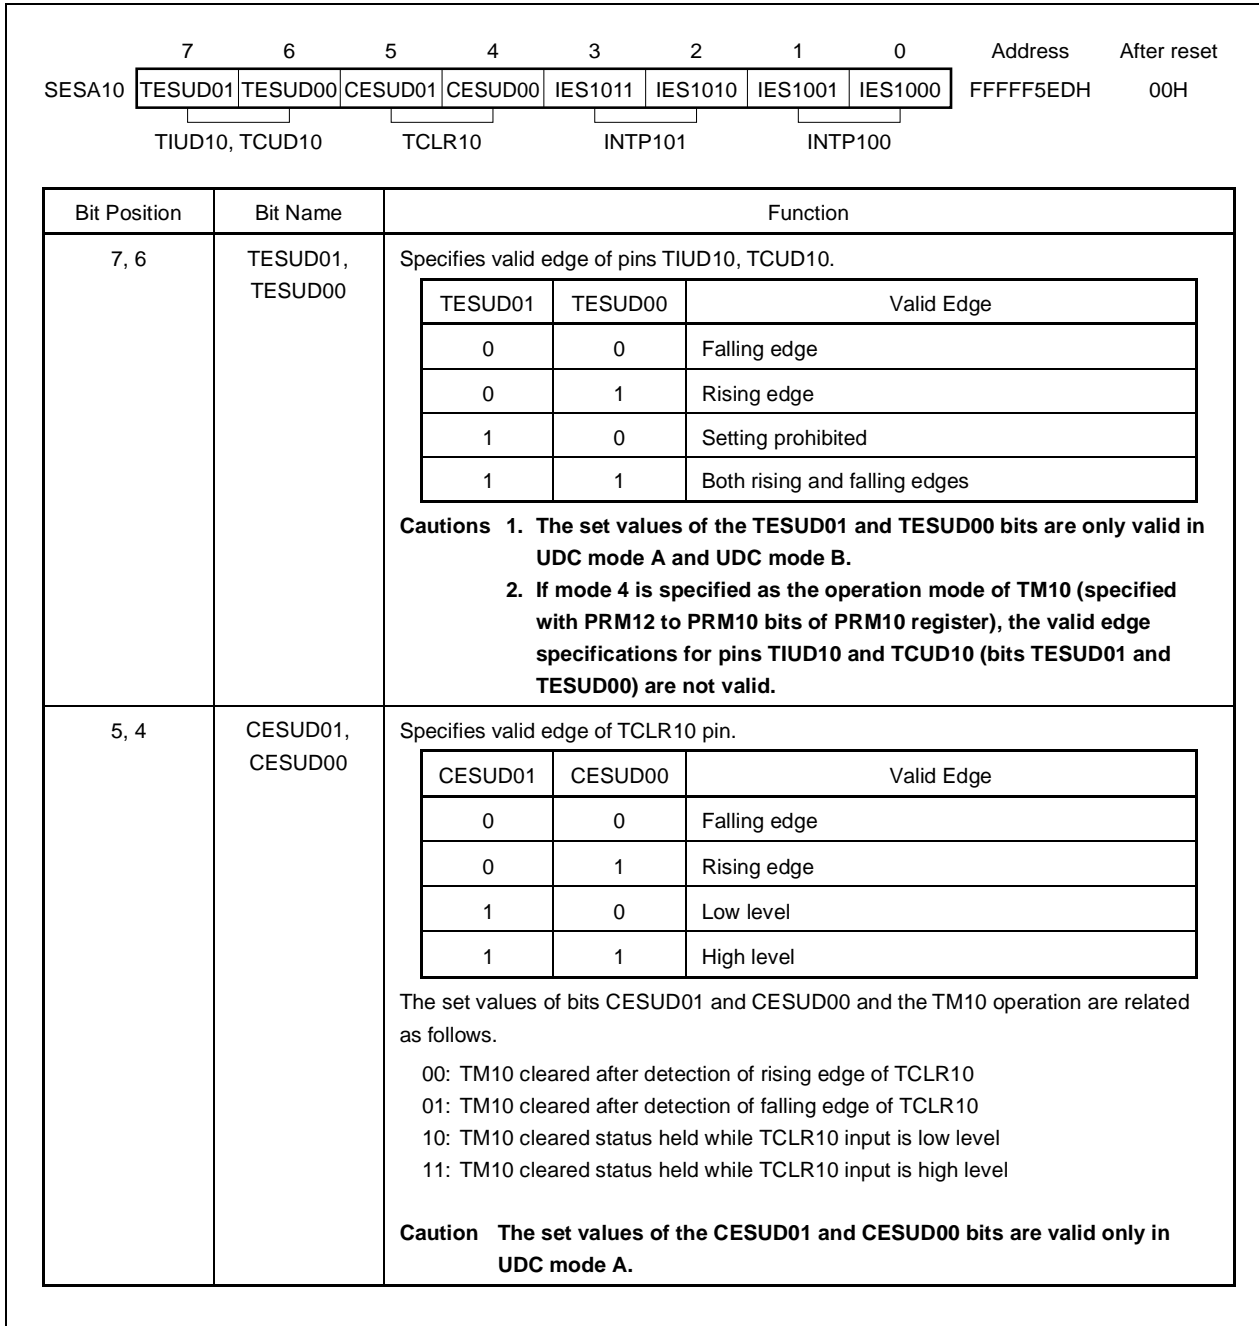 7 6 5 4 3 2 1 0 Address After reset
SESA10 TESUD01 TESUD00 CESUD01 CESUD00 IES1011 IES1010 IES1001 IES1000 FFFFF5EDH 00H
TIUD10, TCUD10 TCLR10 INTP101 INTP100
Bit Position Bit Name Function
7, 6 TESUD01, Specifies valid edge of pins TIUD10, TCUD10.
TESUD00
TESUD01 TESUD00 Valid Edge
0 0 Falling edge
0 1 Rising edge
1 0 Setting prohibited
1 1 Both rising and falling edges
Cautions 1. The set values of the TESUD01 and TESUD00 bits are only valid in
UDC mode A and UDC mode B.
2. If mode 4 is specified as the operation mode of TM10 (specified
with PRM12 to PRM10 bits of PRM10 register), the valid edge
specifications for pins TIUD10 and TCUD10 (bits TESUD01 and
TESUD00) are not valid.
5, 4 CESUD01, Specifies valid edge of TCLR10 pin.
CESUD00
CESUD01 CESUD00 Valid Edge
0 0 Falling edge
0 1 Rising edge
1 0 Low level
1 1 High level
The set values of bits CESUD01 and CESUD00 and the TM10 operation are related
as follows.
00: TM10 cleared after detection of rising edge of TCLR10
01: TM10 cleared after detection of falling edge of TCLR10
10: TM10 cleared status held while TCLR10 input is low level
11: TM10 cleared status held while TCLR10 input is high level
Caution The set values of the CESUD01 and CESUD00 bits are valid only in
UDC mode A.